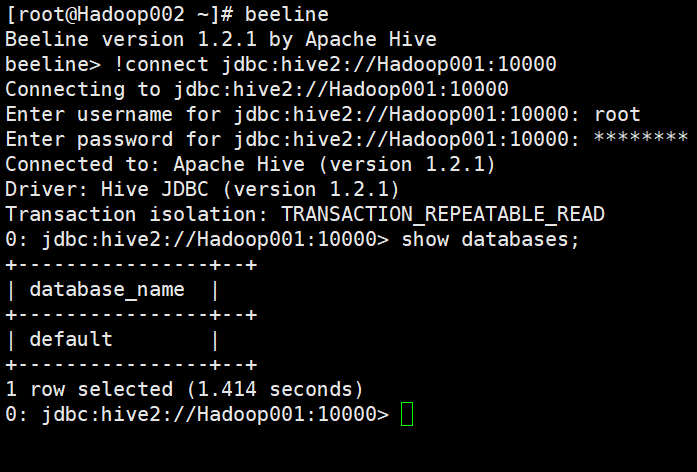 [root@Hadoop002 ~]# beeline
Beeline version 1.2.1 by Apache Hive
beeline> !connect jdbc:hive2://Hadoop001:10000
Connecting to jdbc:hive2://Hadoop001:10000
Enter username for jdbc:hive2://Hadoop001:10000: root
Enter password for jdbc:hive2://Hadoop001:10000: ********
Connected to: Apache Hive (version 1.2.1)
Driver: Hive JDBC (version 1.2.1)
Transaction isolation: TRANSACTION_REPEATABLE_READ
0: jdbc:hive2://Hadoop001:10000> show databases;
+----------------+--+
| database_name  |
+----------------+--+
| default        |
+----------------+--+
1 row selected (1.414 seconds)
0: jdbc:hive2://Hadoop001:10000>